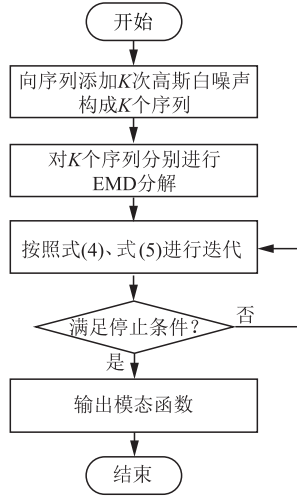 开始
向序列添加K次高斯白噪声
构成K个序列
对K个序列分别进行
EMD分解
按照式(4)、式(5)进行迭代
满足停止条件?
否
是
输出模态函数
结束